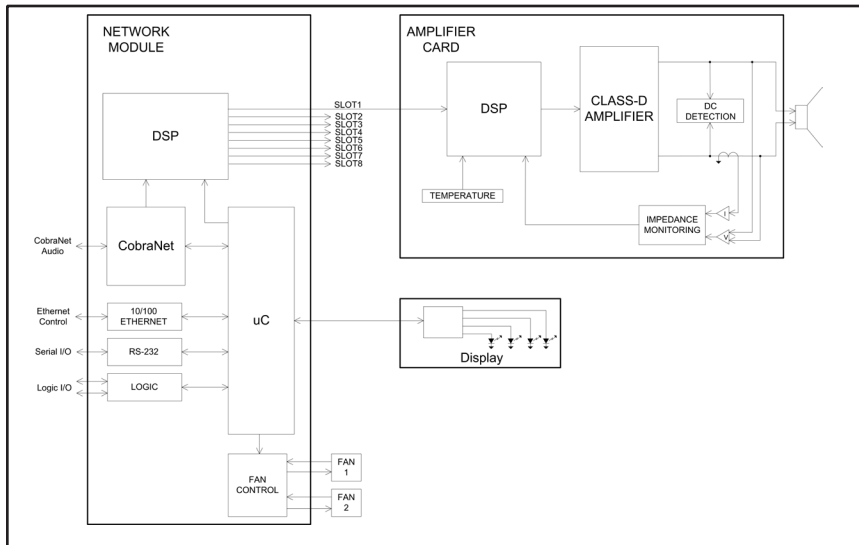 NETWORK
MODULE
DSP
SLOT1
SLOT2
SLOT3
SLOT4
SLOT5
SLOT6
SLOT7
SLOT8
CobraNet
Audio
CobraNet
Ethernet
Control
10/100
ETHERNET
Serial I/O
RS-232
Logic I/O
LOGIC
uC
FAN
CONTROL
FAN
1
FAN
2
AMPLIFIER
CARD
DSP
CLASS-D
AMPLIFIER
DC
DETECTION
TEMPERATURE
IMPEDANCE
MONITORING
I
V
Display